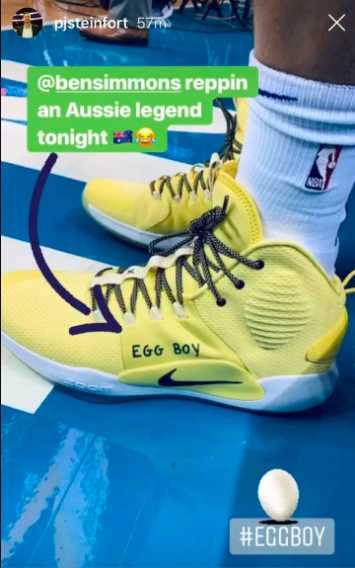 pjsteinfort 57m
@bensimmons reppin
an Aussie legend
tonight 🇦🇺😂
NBA
EGG BOY
#EGGBOY